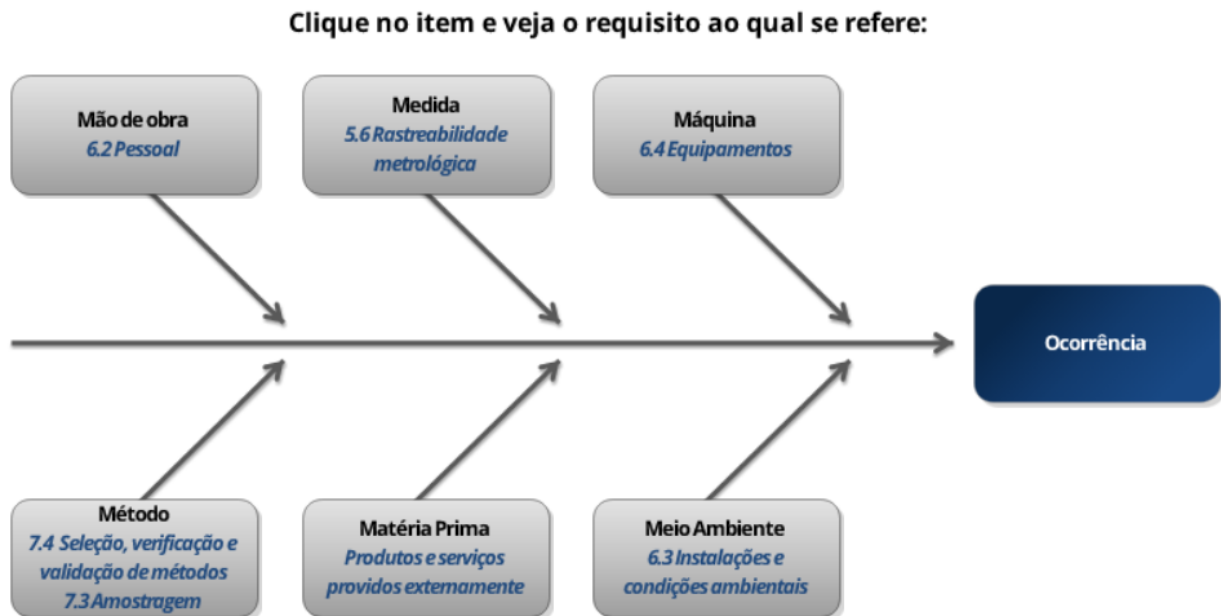 Clique no item e veja o requisito ao qual se refere:
Mão de obra
6.2 Pessoal
Medida
5.6 Rastreabilidade
metrológica
Máquina
6.4 Equipamentos
Ocorrência
Método
7.4 Seleção, verificação e
validação de métodos
7.3 Amostragem
Matéria Prima
Produtos e serviços
providos externamente
Meio Ambiente
6.3 Instalações e
condições ambientais